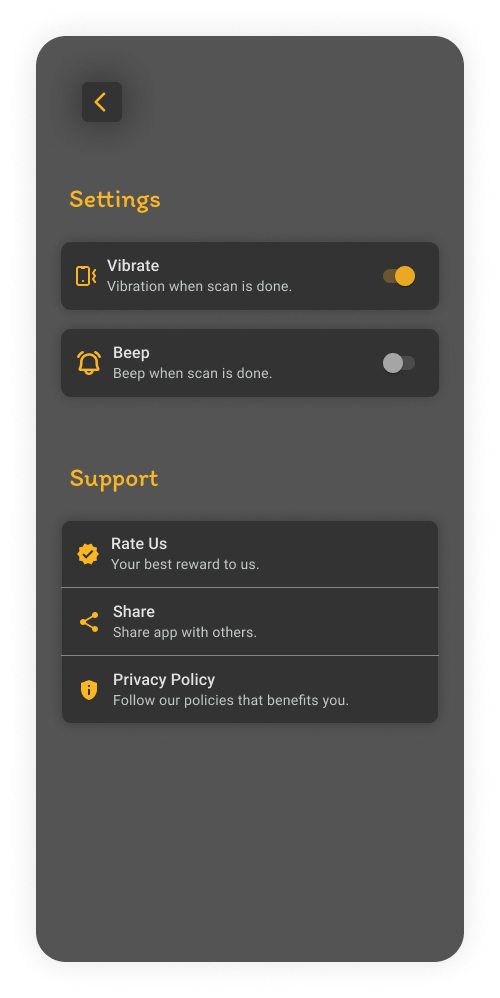 Settings
Vibrate
Vibration when scan is done.
Beep
Beep when scan is done.
Support
Rate Us
Your best reward to us.
Share
Share app with others.
Privacy Policy
Follow our policies that benefits you.